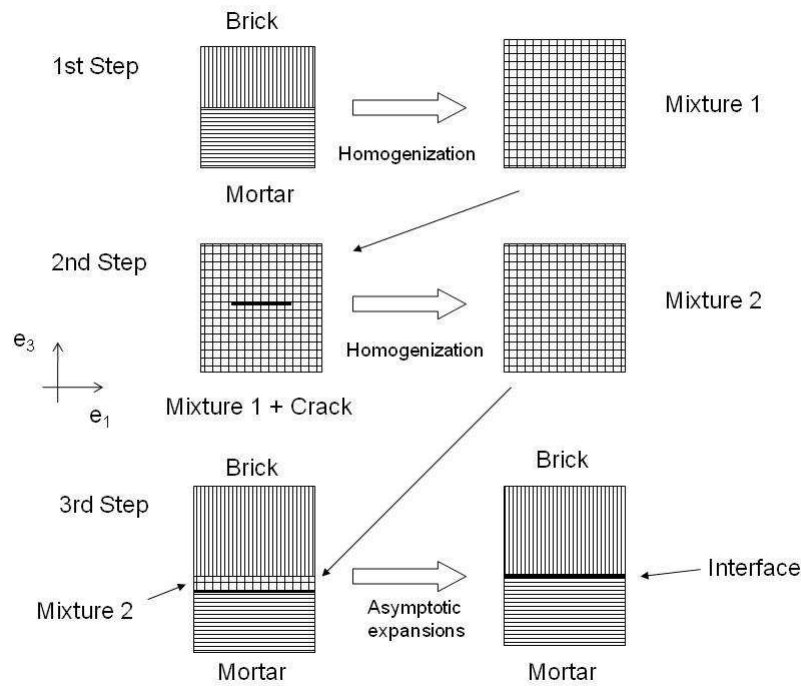 Brick
1st Step
Mixture 1
Homogenization
Mortar
2nd Step
Mixture 2
Homogenization
e3
e1
Mixture 1 + Crack
Brick
Brick
3rd Step
Interface
Mixture 2
Asymptotic
expansions
Mortar
Mortar